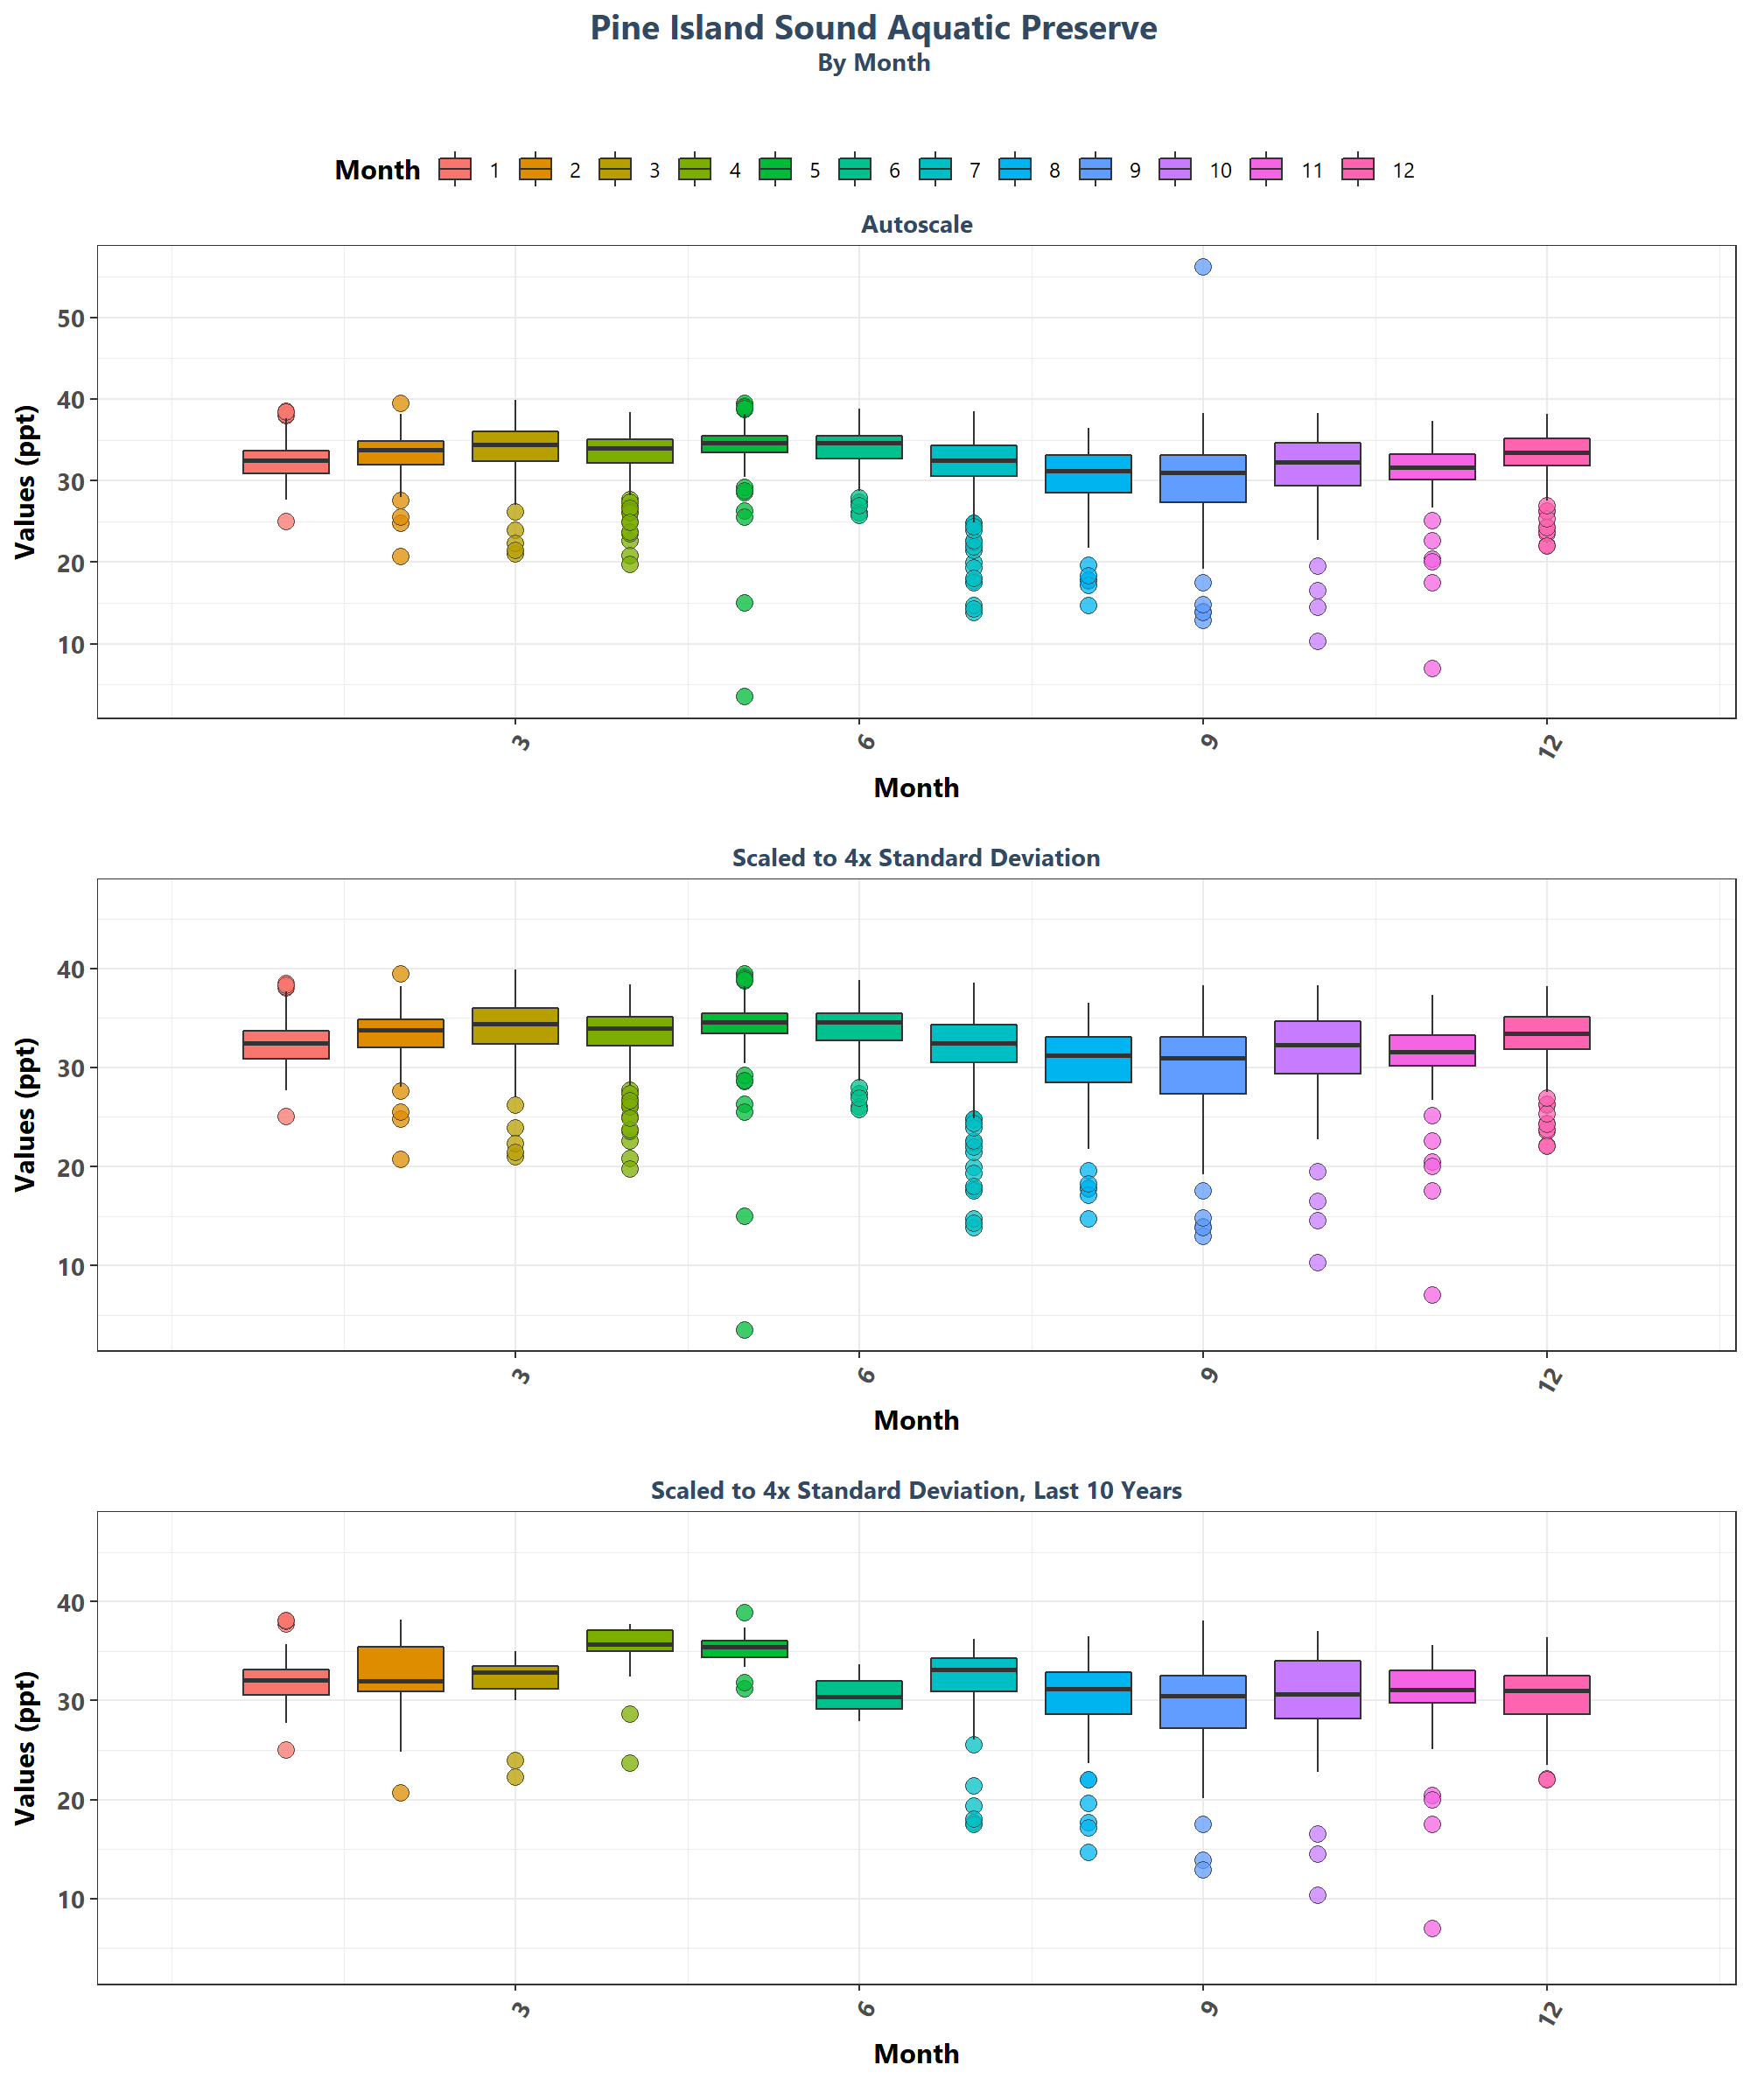 Pine Island Sound Aquatic Preserve
By Month
Month 1 2 3 4 5 6 7 8 9 10 11 12
Autoscale
Values (ppt)
50
40
30
20
10
3 6 9 12
Month
Scaled to 4x Standard Deviation
Values (ppt)
40
30
20
10
3 6 9 12
Month
Scaled to 4x Standard Deviation, Last 10 Years
Values (ppt)
40
30
20
10
3 6 9 12
Month